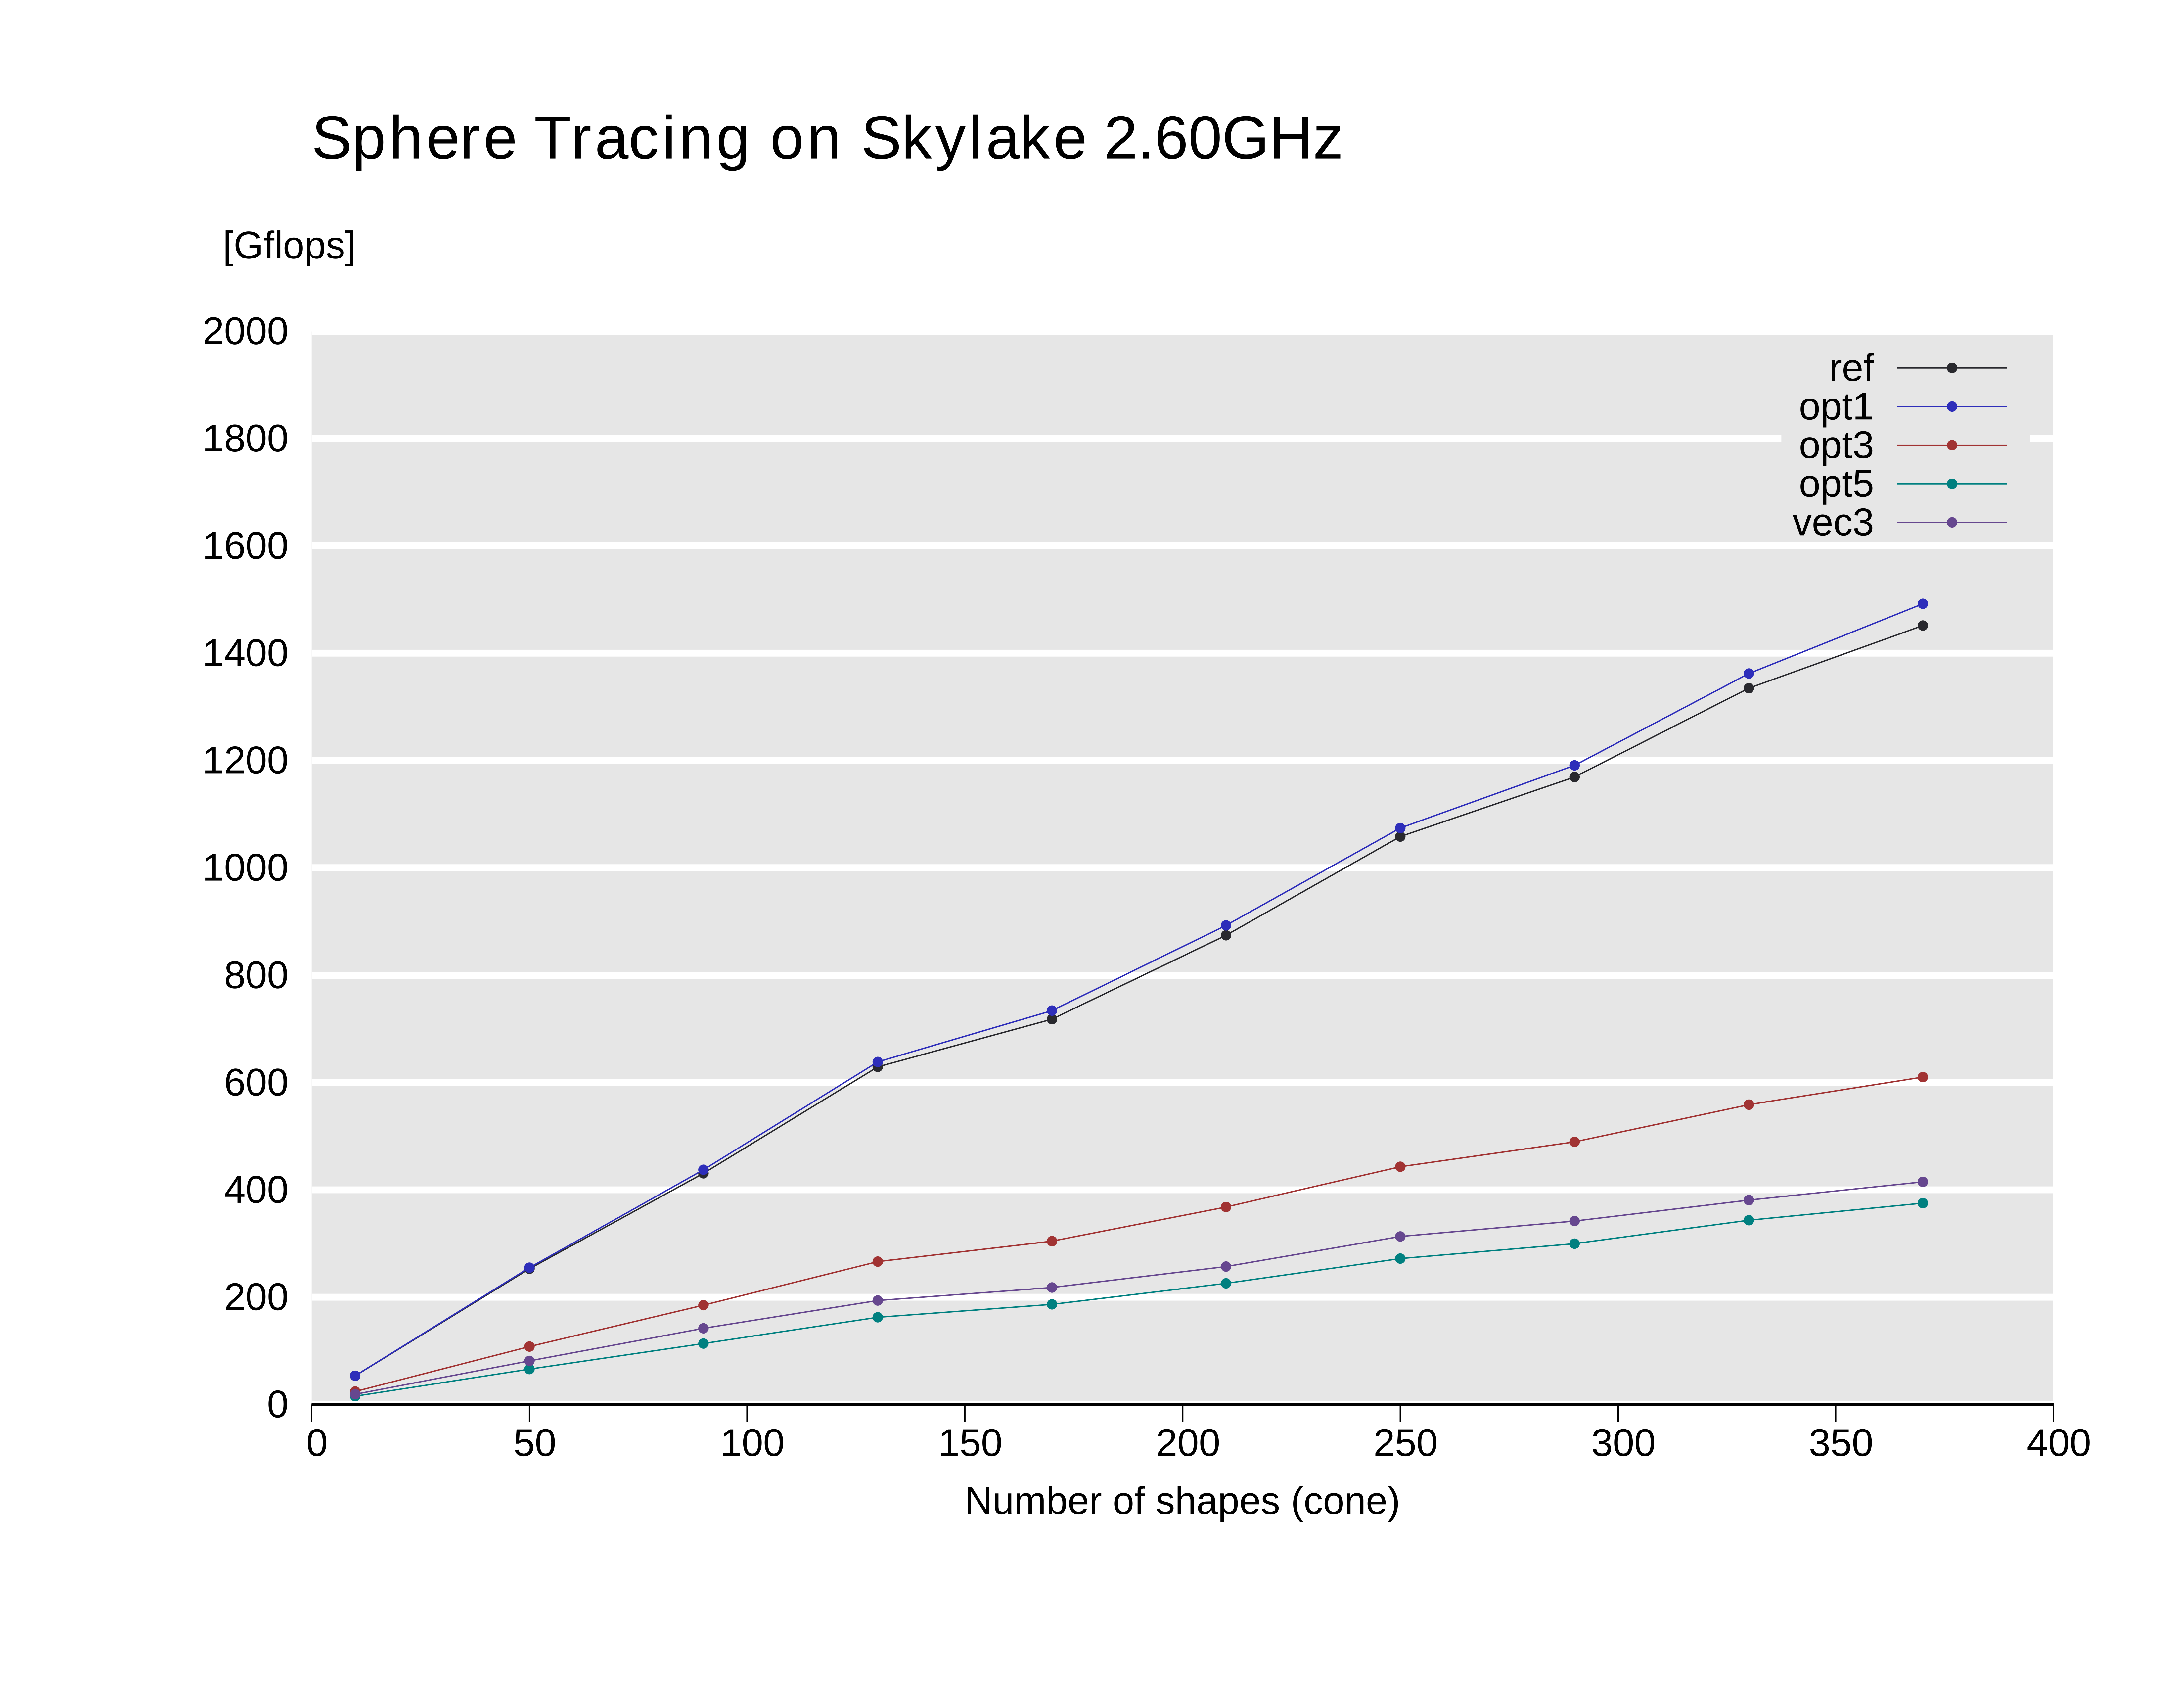 Sphere Tracing on Skylake 2.60GHz
[Gflops]
2000
1800
1600
1400
1200
1000
800
600
400
200
0
ref
opt1
opt3
opt5
vec3
0 50 100 150 200 250 300 350 400
Number of shapes (cone)